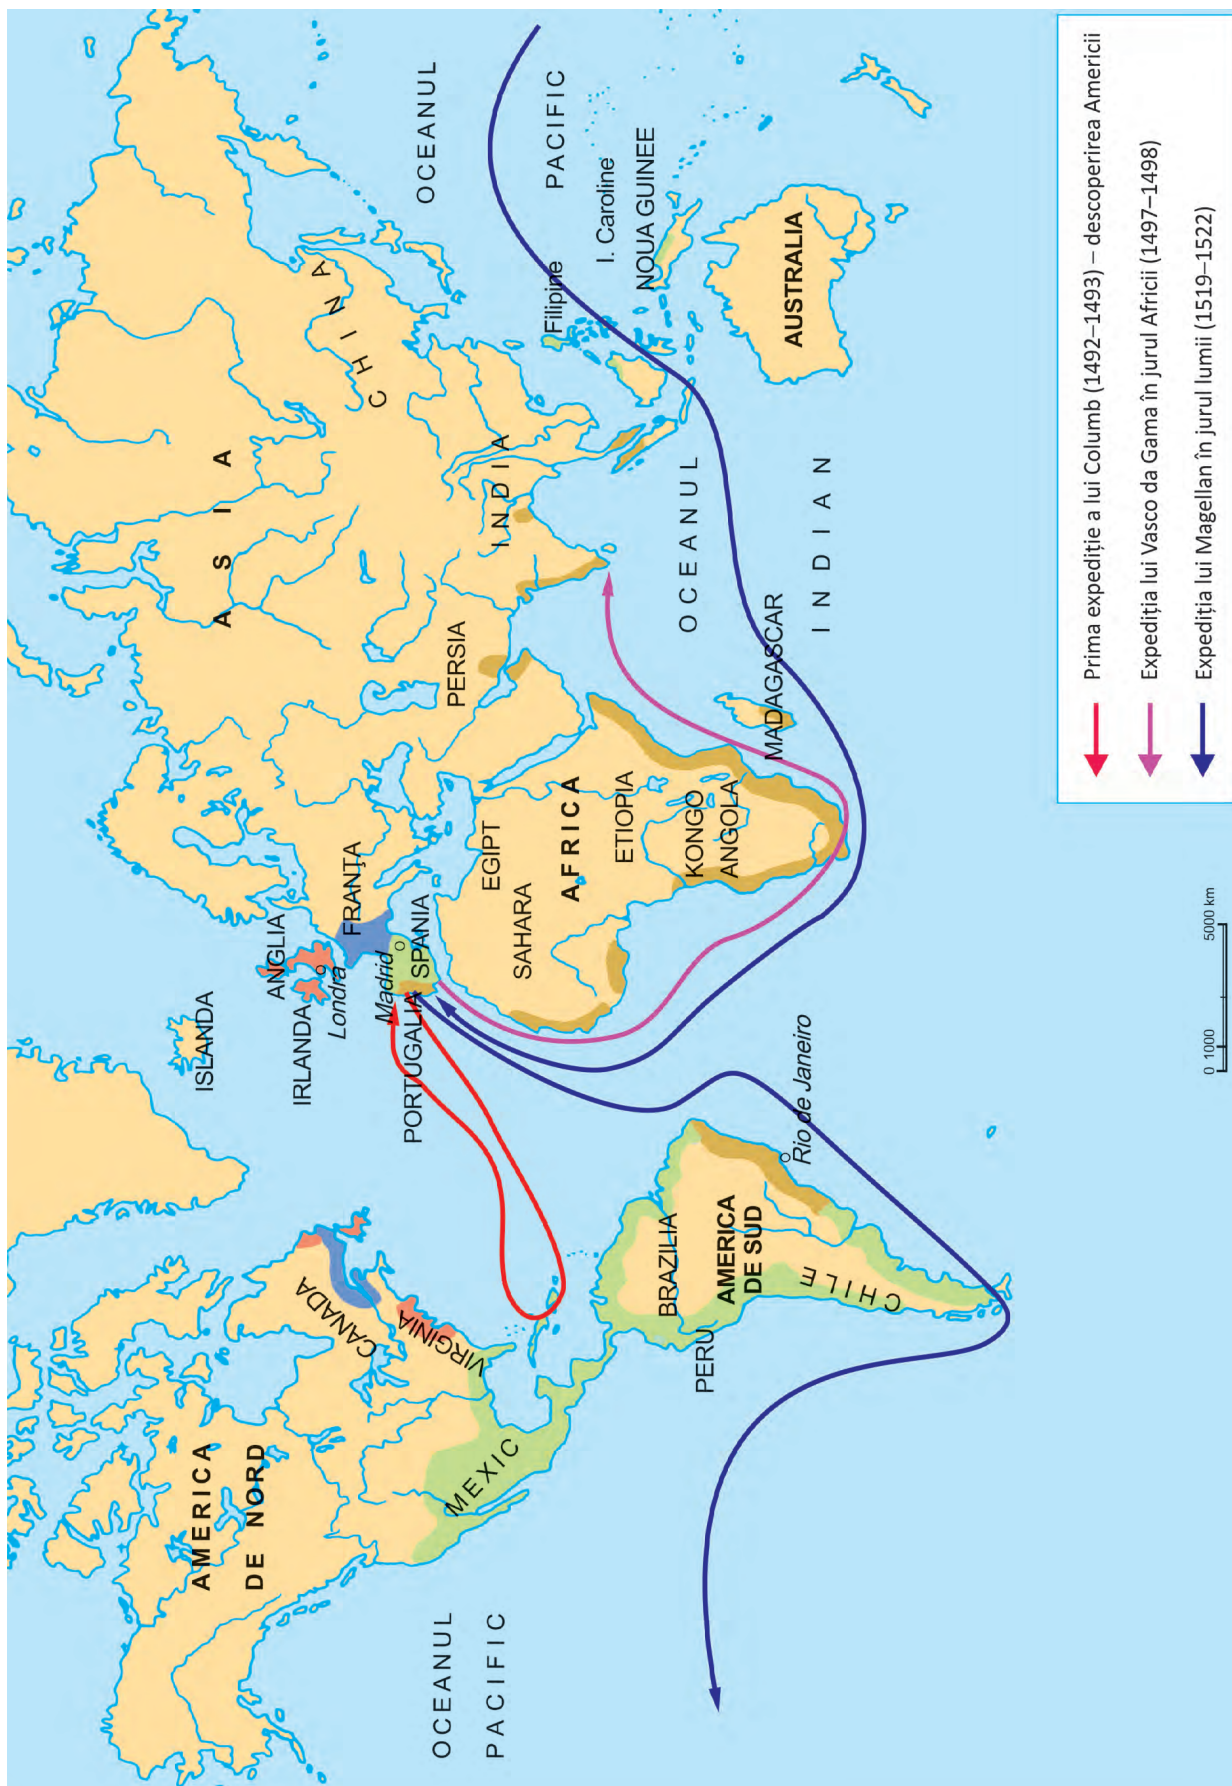 AMERICA
DE NORD
CANADA
VIRGINIA
MEXIC
OCEANUL
PACIFIC
ISLANDA
IRLANDA
ANGLIA
Londra
FRANŢA
Madrid
SPANIA
PORTUGALIA
BRAZILIA
PERU
AMERICA
DE SUD
CHILE
Rio de Janeiro
SAHARA
EGIPT
AFRICA
ETIOPIA
KONGO
ANGOLA
MADAGASCAR
ASIA
PERSIA
INDIA
CHINA
OCEANUL
INDIAN
OCEANUL
PACIFIC
Filipine
I. Caroline
NOUA GUINEE
AUSTRALIA
0 1000 5000 km
Prima expediție a lui Columb (1492–1493) – descoperirea Americii
Expediția lui Vasco da Gama în jurul Africii (1497–1498)
Expediția lui Magellan în jurul lumii (1519–1522)